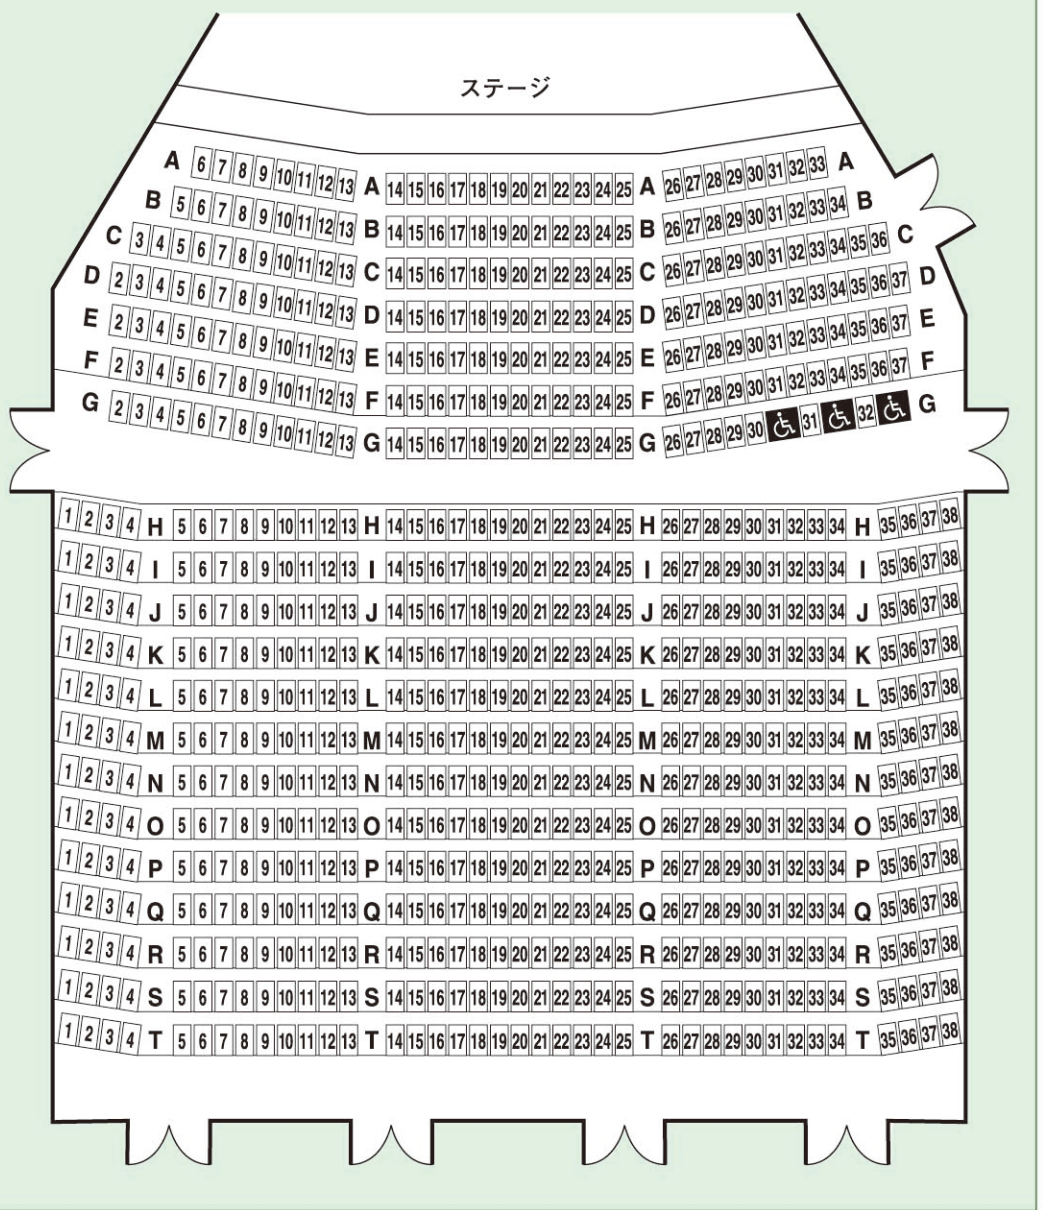 ステージ
A 6 7 8 9 10 11 12 13 A 14 15 16 17 18 19 20 21 22 23 24 25 A 26 27 28 29 30 31 32 33 A
B 5 6 7 8 9 10 11 12 13 B 14 15 16 17 18 19 20 21 22 23 24 25 B 26 27 28 29 30 31 32 33 34 B
C 3 4 5 6 7 8 9 10 11 12 13 C 14 15 16 17 18 19 20 21 22 23 24 25 C 26 27 28 29 30 31 32 33 34 35 36 C
D 2 3 4 5 6 7 8 9 10 11 12 13 D 14 15 16 17 18 19 20 21 22 23 24 25 D 26 27 28 29 30 31 32 33 34 35 36 37 D
E 2 3 4 5 6 7 8 9 10 11 12 13 E 14 15 16 17 18 19 20 21 22 23 24 25 E 26 27 28 29 30 31 32 33 34 35 36 37 E
F 2 3 4 5 6 7 8 9 10 11 12 13 F 14 15 16 17 18 19 20 21 22 23 24 25 F 26 27 28 29 30 31 32 33 34 35 36 37 F
G 2 3 4 5 6 7 8 9 10 11 12 13 G 14 15 16 17 18 19 20 21 22 23 24 25 G 26 27 28 29 30 31 32 G
1 2 3 4 H 5 6 7 8 9 10 11 12 13 H 14 15 16 17 18 19 20 21 22 23 24 25 H 26 27 28 29 30 31 32 33 34 H 35 36 37 38
1 2 3 4 I 5 6 7 8 9 10 11 12 13 I 14 15 16 17 18 19 20 21 22 23 24 25 I 26 27 28 29 30 31 32 33 34 I 35 36 37 38
1 2 3 4 J 5 6 7 8 9 10 11 12 13 J 14 15 16 17 18 19 20 21 22 23 24 25 J 26 27 28 29 30 31 32 33 34 J 35 36 37 38
1 2 3 4 K 5 6 7 8 9 10 11 12 13 K 14 15 16 17 18 19 20 21 22 23 24 25 K 26 27 28 29 30 31 32 33 34 K 35 36 37 38
1 2 3 4 L 5 6 7 8 9 10 11 12 13 L 14 15 16 17 18 19 20 21 22 23 24 25 L 26 27 28 29 30 31 32 33 34 L 35 36 37 38
1 2 3 4 M 5 6 7 8 9 10 11 12 13 M 14 15 16 17 18 19 20 21 22 23 24 25 M 26 27 28 29 30 31 32 33 34 M 35 36 37 38
1 2 3 4 N 5 6 7 8 9 10 11 12 13 N 14 15 16 17 18 19 20 21 22 23 24 25 N 26 27 28 29 30 31 32 33 34 N 35 36 37 38
1 2 3 4 O 5 6 7 8 9 10 11 12 13 O 14 15 16 17 18 19 20 21 22 23 24 25 O 26 27 28 29 30 31 32 33 34 O 35 36 37 38
1 2 3 4 P 5 6 7 8 9 10 11 12 13 P 14 15 16 17 18 19 20 21 22 23 24 25 P 26 27 28 29 30 31 32 33 34 P 35 36 37 38
1 2 3 4 Q 5 6 7 8 9 10 11 12 13 Q 14 15 16 17 18 19 20 21 22 23 24 25 Q 26 27 28 29 30 31 32 33 34 Q 35 36 37 38
1 2 3 4 R 5 6 7 8 9 10 11 12 13 R 14 15 16 17 18 19 20 21 22 23 24 25 R 26 27 28 29 30 31 32 33 34 R 35 36 37 38
1 2 3 4 S 5 6 7 8 9 10 11 12 13 S 14 15 16 17 18 19 20 21 22 23 24 25 S 26 27 28 29 30 31 32 33 34 S 35 36 37 38
1 2 3 4 T 5 6 7 8 9 10 11 12 13 T 14 15 16 17 18 19 20 21 22 23 24 25 T 26 27 28 29 30 31 32 33 34 T 35 36 37 38